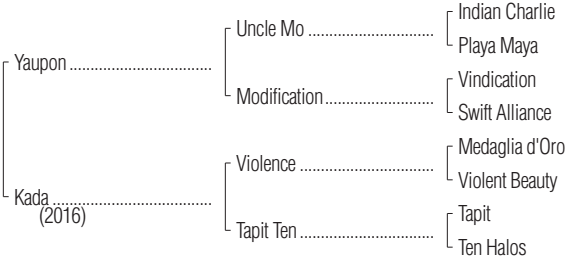 Indian Charlie
Uncle Mo
Playa Maya
Yaupon
Vindication
Modification
Swift Alliance
Medaglia d'Oro
Violence
Violent Beauty
Kada
(2016)
Tapit
Tapit Ten
Ten Halos